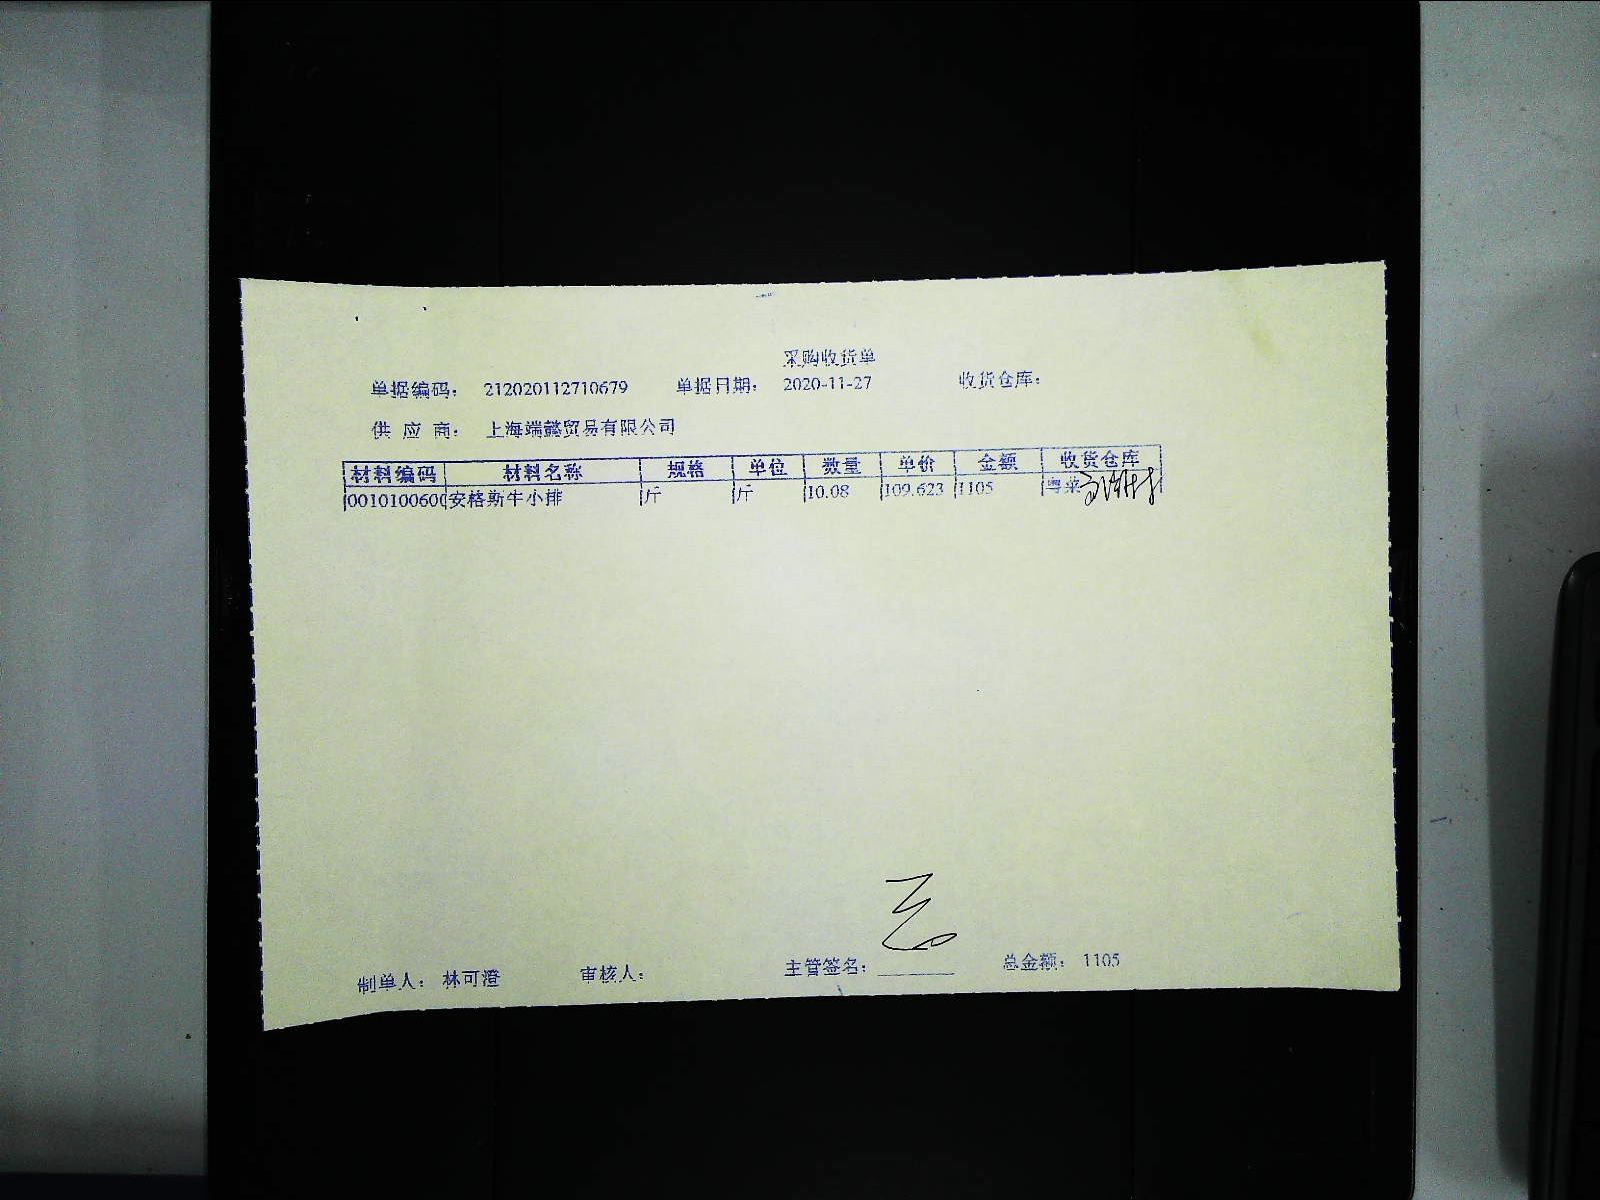 采购收货单
单据编码： 212020112710679 单据日期： 2020-11-27 收货仓库：
供 应 商： 上海端懿贸易有限公司
材料编码 材料名称 规格 单位 数量 单价 金额 收货仓库
0010100600 安格斯牛小排 斤 斤 10.08 109.623 1105 粤菜
制单人： 林可澄 审核人： 主管签名： 总金额： 1105